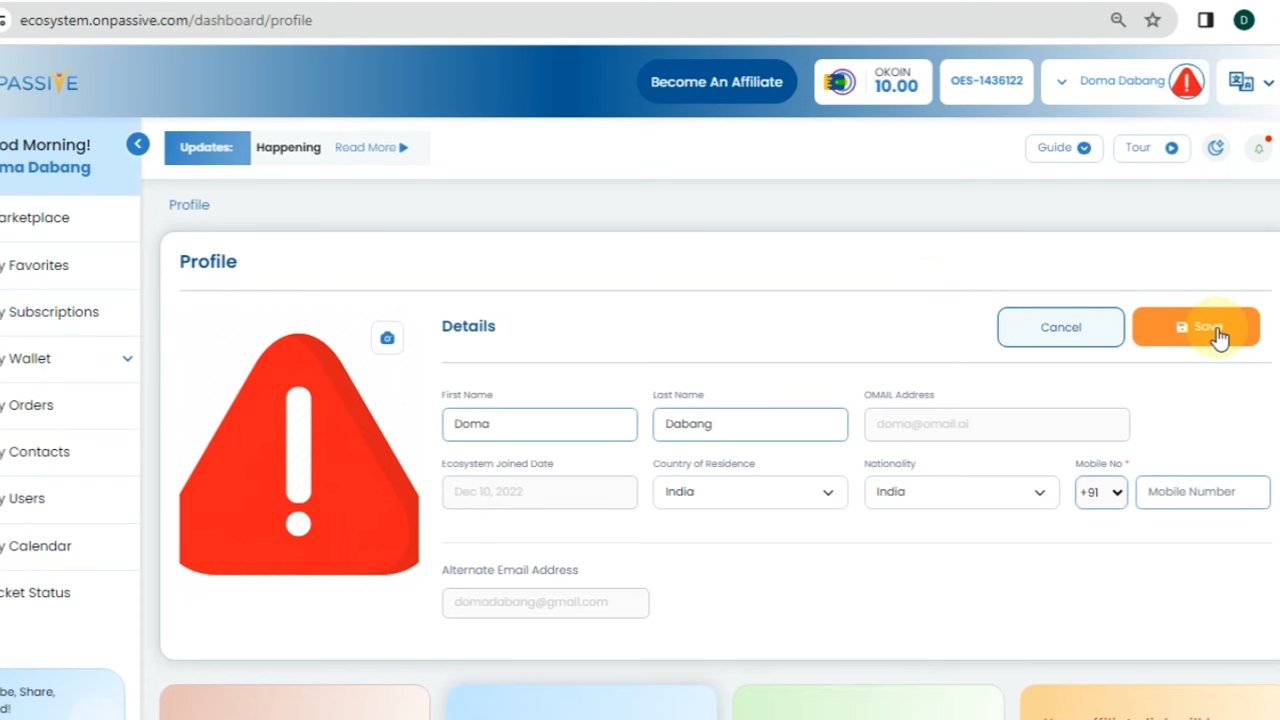 ecosystem.onpassive.com/dashboard/profile
D
PASSIVE
Become An Affiliate
OKOIN
10.00
OES-1436122
Doma Dabang
od Morning!
ma Dabang
Updates: Happening Read More
Guide
Tour
arketplace
y Favorites
y Subscriptions
y Wallet
y Orders
y Contacts
y Users
y Calendar
cket Status
be, Share,
d!
Profile
Profile
Details
Cancel
Save
First Name
Last Name
OMAIL Address
Doma
Dabang
doma@omail.ai
Ecosystem Joined Date
Country of Residence
Nationality
Mobile No *
Dec 10, 2022
India
India
+91
Mobile Number
Alternate Email Address
domadabang@gmail.com